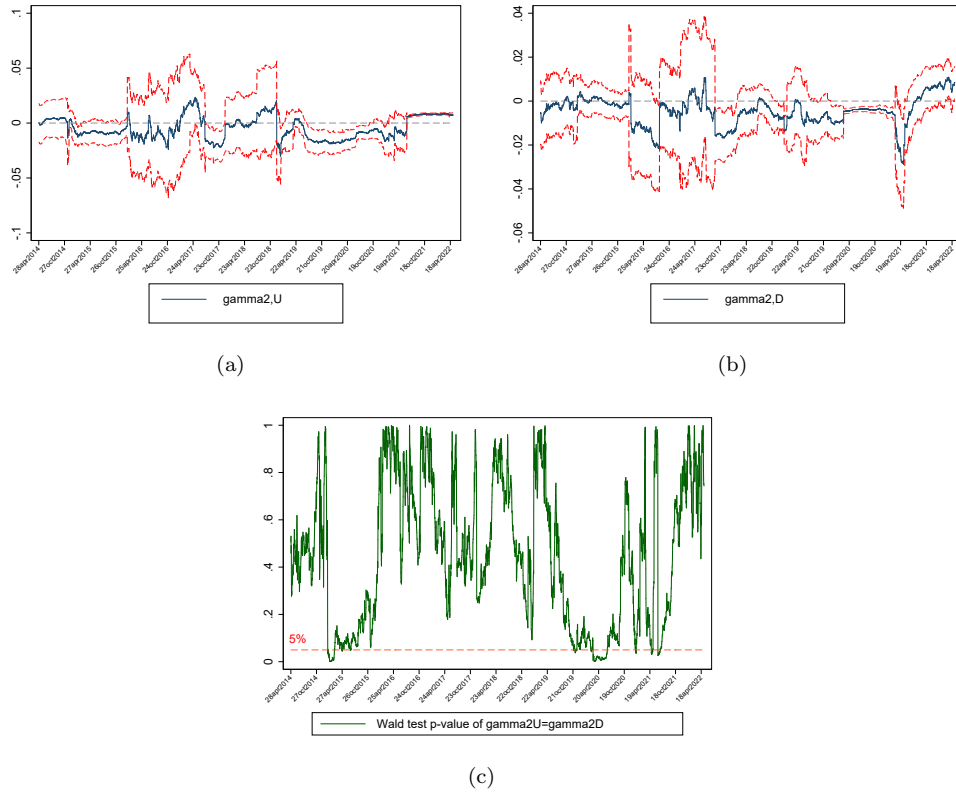 .1
.05
0
-.05
-.1
28apr2014
27oct2014
27apr2015
26oct2015
25apr2016
24oct2016
24apr2017
23oct2017
23apr2018
22oct2018
22apr2019
21oct2019
20apr2020
19oct2020
19apr2021
18oct2021
18apr2022
gamma2,U
(a)
.04
.02
0
-.02
-.04
-.06
28apr2014
27oct2014
27apr2015
26oct2015
25apr2016
24oct2016
24apr2017
23oct2017
23apr2018
22oct2018
22apr2019
21oct2019
20apr2020
19oct2020
19apr2021
18oct2021
18apr2022
gamma2,D
(b)
1
.8
.6
.4
.2
0
5%
28apr2014
27oct2014
27apr2015
26oct2015
25apr2016
24oct2016
24apr2017
23oct2017
23apr2018
22oct2018
22apr2019
21oct2019
20apr2020
19oct2020
19apr2021
18oct2021
18apr2022
Wald test p-value of gamma2U=gamma2D
(c)